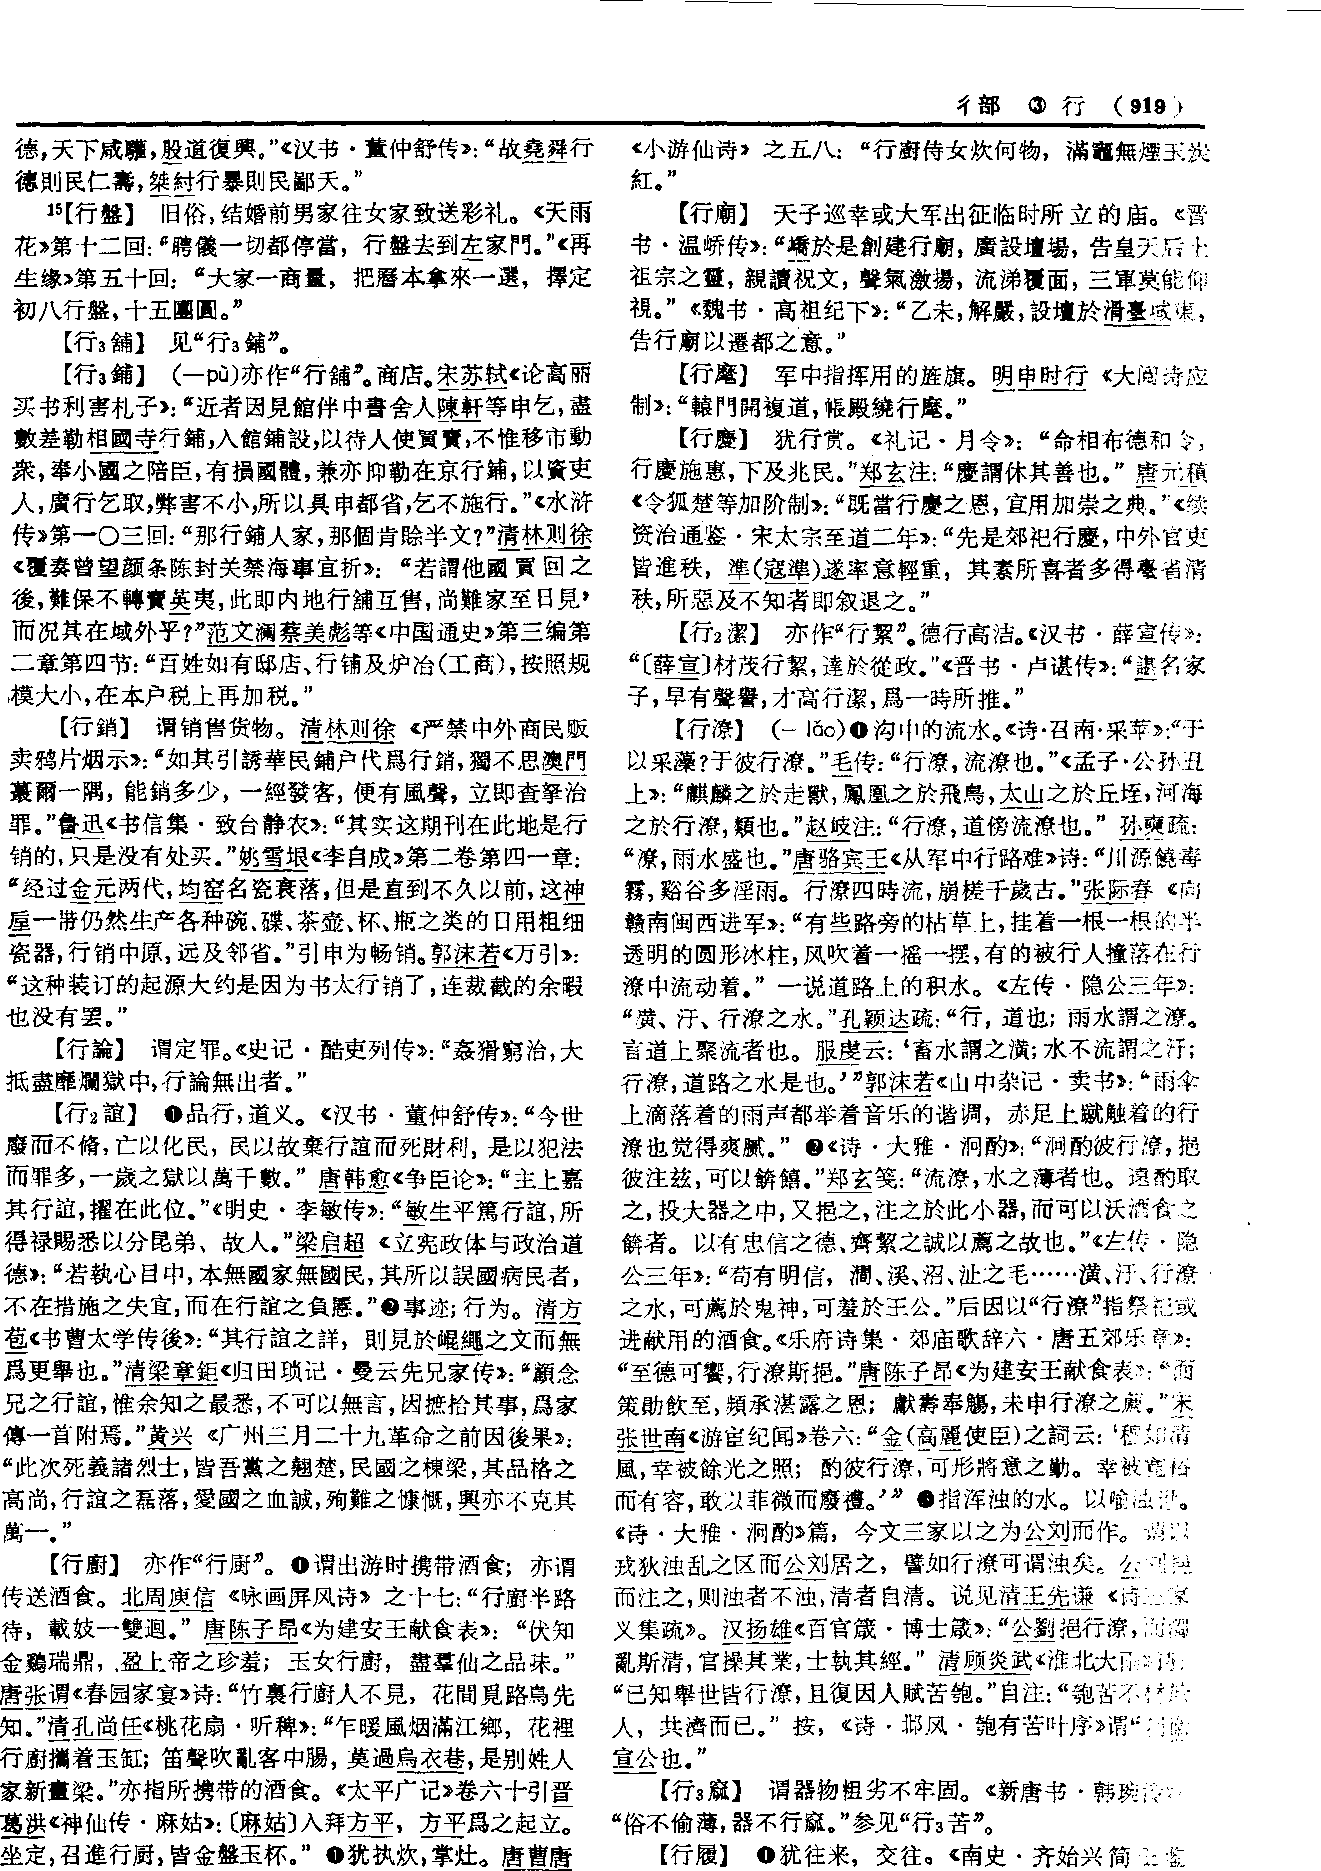 彳部 ③ 行 (919)
德,天下咸驩,殷道復興。”《汉书·董仲舒传》:“故堯舜行
德則民仁壽,桀紂行暴則民鄙夭。”
15【行盤】 旧俗,结婚前男家往女家致送彩礼。《天雨
花》第十二回:“聘儀一切都停當, 行盤去到左家門。”《再
生缘》第五十回: “大家一商量, 把曆本拿來一選, 擇定
初八行盤,十五團圓。”
【行3舖】 见“行3鋪”。
【行3鋪】 (—pù)亦作“行舖”。商店。宋苏轼《论高丽
买书利害札子》:“近者因見館伴中書舍人陳軒等申乞,盡
數差勒相國寺行鋪,入館鋪設,以待人使買賣,不惟移市動
衆,奉小國之陪臣,有損國體,兼亦抑勒在京行鋪,以資吏
人,廣行乞取,弊害不小,所以具申都省,乞不施行。”《水浒
传》第一〇三回:“那行鋪人家,那個肯賒半文?”清林则徐
《覆奏曾望颜条陈封关禁海事宜折》: “若謂他國買回之
後,難保不轉賣英夷,此即内地行舖互售,尚難家至日見,
而况其在域外乎?”范文澜蔡美彪等《中国通史》第三编第
二章第四节:“百姓如有邸店、行铺及炉冶(工商),按照规
模大小,在本户税上再加税。”
【行銷】 谓销售货物。清林则徐《严禁中外商民贩
卖鸦片烟示》:“如其引誘華民鋪户代爲行銷,獨不思澳門
蕞爾一隅, 能銷多少, 一經發客, 便有風聲, 立即查拏治
罪。”鲁迅《书信集·致台静农》:“其实这期刊在此地是行
销的,只是没有处买。”姚雪垠《李自成》第二卷第四一章:
“经过金元两代,均窑名瓷衰落,但是直到不久以前,这神
垕一带仍然生产各种碗、碟、茶壶、杯、瓶之类的日用粗细
瓷器,行销中原,远及邻省。”引申为畅销。郭沫若《万引》:
“这种装订的起源大约是因为书太行销了,连裁截的余暇
也没有罢。”
【行論】 谓定罪。《史记·酷吏列传》:“姦猾窮治,大
抵盡靡爛獄中,行論無出者。”
【行2誼】 ❶品行,道义。《汉书·董仲舒传》:“今世
廢而不脩,亡以化民, 民以故棄行誼而死財利, 是以犯法
而罪多,一歲之獄以萬千數。” 唐韩愈《争臣论》:“主上嘉
其行誼,擢在此位。”《明史·李敏传》:“敏生平篤行誼,所
得禄賜悉以分昆弟、故人。”梁启超《立宪政体与政治道
德》:“若執心目中,本無國家無國民,其所以誤國病民者,
不在措施之失宜,而在行誼之負慝。”❷事迹;行为。清方
苞《书曹太学传後》:“其行誼之詳, 則見於崐繩之文而無
爲更舉也。”清梁章鉅《归田琐记·曼云先兄家传》:“顧念
兄之行誼,惟余知之最悉,不可以無言,因摭拾其事,爲家
傳一首附焉。”黄兴《广州三月二十九革命之前因後果》:
“此次死義諸烈士,皆吾黨之翹楚,民國之棟梁,其品格之
高尚,行誼之磊落,愛國之血誠,殉難之慷慨,興亦不克其
萬一。”
【行廚】 亦作“行厨”。 ❶谓出游时携带酒食; 亦谓
传送酒食。北周庾信《咏画屏风诗》之十七:“行廚半路
待, 載妓一雙迴。” 唐陈子昂《为建安王献食表》: “伏知
金鷄瑞鼎, 盈上帝之珍羞; 玉女行廚, 盡羣仙之品味。”
唐张谓《春园家宴》诗:“竹裏行廚人不見, 花間覓路鳥先
知。”清孔尚任《桃花扇·听稗》:“乍暖風烟滿江鄉, 花裡
行廚攜着玉缸; 笛聲吹亂客中腸, 莫過烏衣巷,是别姓人
家新畫梁。”亦指所携带的酒食。《太平广记》卷六十引晋
葛洪《神仙传·麻姑》:〔麻姑〕入拜方平, 方平爲之起立。
坐定,召進行厨,皆金盤玉杯。” ❶犹执炊,掌灶。唐曹唐
《小游仙诗》之五八: “行廚侍女炊何物, 滿竈無煙玉炭
紅。”
【行廟】 天子巡幸或大军出征临时所立的庙。《晋
书·温峤传》:“嶠於是創建行廟, 廣設壇場, 告皇天后土
祖宗之靈, 親讀祝文, 聲氣激揚, 流涕覆面, 三軍莫能仰
視。” 《魏书·高祖纪下》:“乙未,解嚴,設壇於滑臺城東,
告行廟以遷都之意。”
【行麾】 军中指挥用的旌旗。明申时行《大阅诗应
制》:“轅門開複道,帳殿繞行麾。”
【行慶】 犹行赏。《礼记·月令》: “命相布德和令,
行慶施惠,下及兆民。”郑玄注:“慶謂休其善也。” 唐元稹
《令狐楚等加阶制》:“既當行慶之恩,宜用加崇之典。”《续
资治通鉴·宋太宗至道二年》:“先是郊祀行慶,中外官吏
皆進秩, 準(寇準)遂率意輕重, 其素所喜者多得臺省清
秩,所惡及不知者即叙退之。”
【行2潔】 亦作“行絜”。德行高洁。《汉书·薛宣传》:
“〔薛宣〕材茂行絜,達於從政。”《晋书·卢谌传》:“諶名家
子,早有聲譽,才高行潔,爲一時所推。”
【行潦】 (—lǎo)❶沟中的流水。《诗·召南·采苹》:“于
以采藻?于彼行潦。”毛传:“行潦,流潦也。”《孟子·公孙丑
上》:“麒麟之於走獸,鳳凰之於飛鳥,太山之於丘垤,河海
之於行潦,類也。”赵岐注:“行潦,道傍流潦也。” 孙奭疏:
“潦,雨水盛也。”唐骆宾王《从军中行路难》诗:“川源饒毒
霧,谿谷多淫雨。行潦四時流,崩槎千歲古。”张际春《向
赣南闽西进军》:“有些路旁的枯草上,挂着一根一根的半
透明的圆形冰柱,风吹着一摇一摆,有的被行人撞落在行
潦中流动着。” 一说道路上的积水。《左传·隐公三年》:
“潢、汙、行潦之水。”孔颖达疏:“行, 道也; 雨水謂之潦。
言道上聚流者也。服虔云:‘畜水謂之潢;水不流謂之汙;
行潦,道路之水是也。’”郭沫若《山中杂记·卖书》:“雨伞
上滴落着的雨声都举着音乐的谐调, 赤足上蹴触着的行
潦也觉得爽腻。” ❷《诗·大雅·泂酌》:“泂酌彼行潦,挹
彼注兹,可以餴饎。”郑玄笺:“流潦,水之薄者也。遠酌取
之,投大器之中,又挹之,注之於此小器,而可以沃酒食之
餴者。以有忠信之德、齊絜之誠以薦之故也。”《左传·隐
公三年》:“苟有明信, 澗、溪、沼、沚之毛……潢、汙、行潦
之水,可薦於鬼神,可羞於王公。”后因以“行潦”指祭祀或
进献用的酒食。《乐府诗集·郊庙歌辞六·唐五郊乐章》:
“至德可饗,行潦斯挹。”唐陈子昂《为建安王献食表》:“而
策勛飲至,頻承湛露之恩; 獻壽奉觴,未申行潦之薦。”宋
张世南《游宦纪闻》卷六:“金(高麗使臣)之詞云:‘穆如清
風,幸被餘光之照; 酌彼行潦,可形將意之勤。幸被寬裕
而有容,敢以菲微而廢禮。’” ❸指浑浊的水。以喻浊世。
《诗·大雅·泂酌》篇, 今文三家以之为公刘而作。谓以
戎狄浊乱之区而公刘居之, 譬如行潦可谓浊矣。公刘挹
而注之,则浊者不浊,清者自清。说见清王先谦《诗三家
义集疏》。汉扬雄《百官箴·博士箴》:“公劉挹行潦,而濁
亂斯清,官操其業,士執其經。” 清顾炎武《淮北大雨》诗:
“已知舉世皆行潦,且復因人賦苦匏。”自注:“匏苦不材於
人, 共濟而已。” 按,《诗·邶风·匏有苦叶序》谓“刺衛
宣公也。”
【行3窳】 谓器物粗劣不牢固。《新唐书·韩琬传》:
“俗不偷薄,器不行窳。”参见“行3苦”。
【行履】 ❶犹往来, 交往。《南史·齐始兴简王鉴